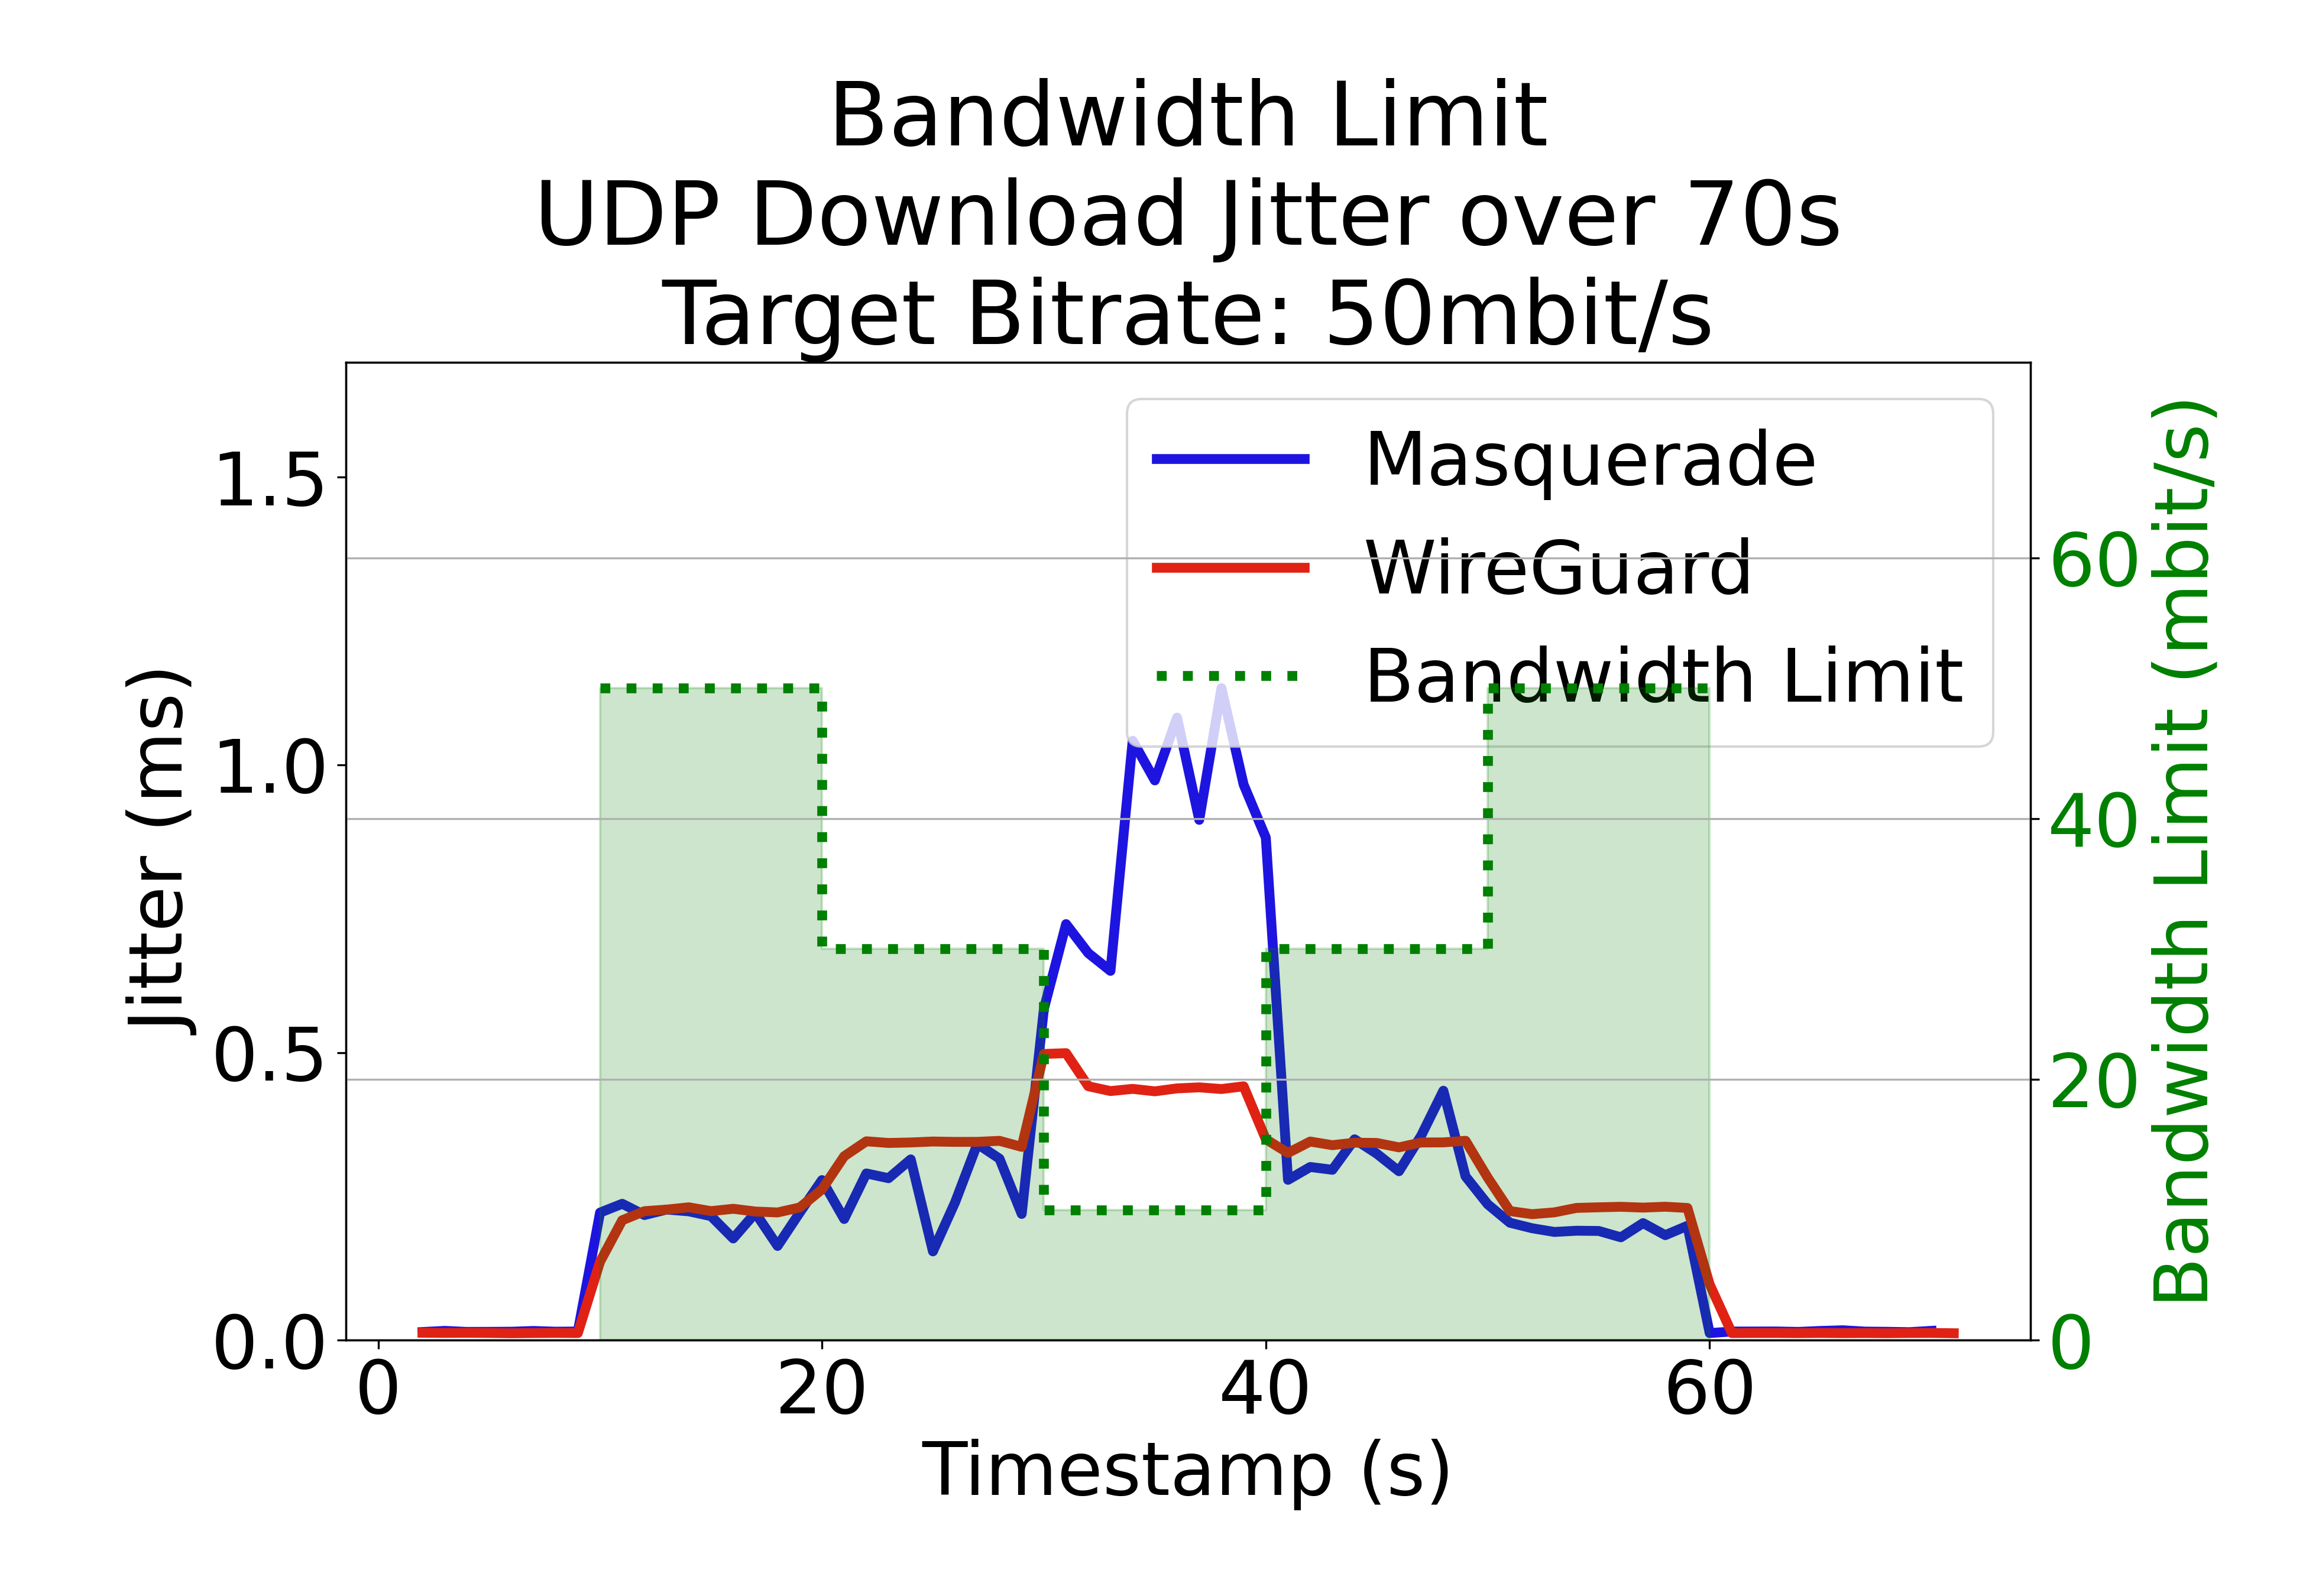 Bandwidth Limit
UDP Download Jitter over 70s
Target Bitrate: 50mbit/s
Masquerade
WireGuard
Bandwidth Limit
Jitter (ms)
1.5
1.0
0.5
0.0
Bandwidth Limit (mbit/s)
60
40
20
0
0 20 40 60
Timestamp (s)